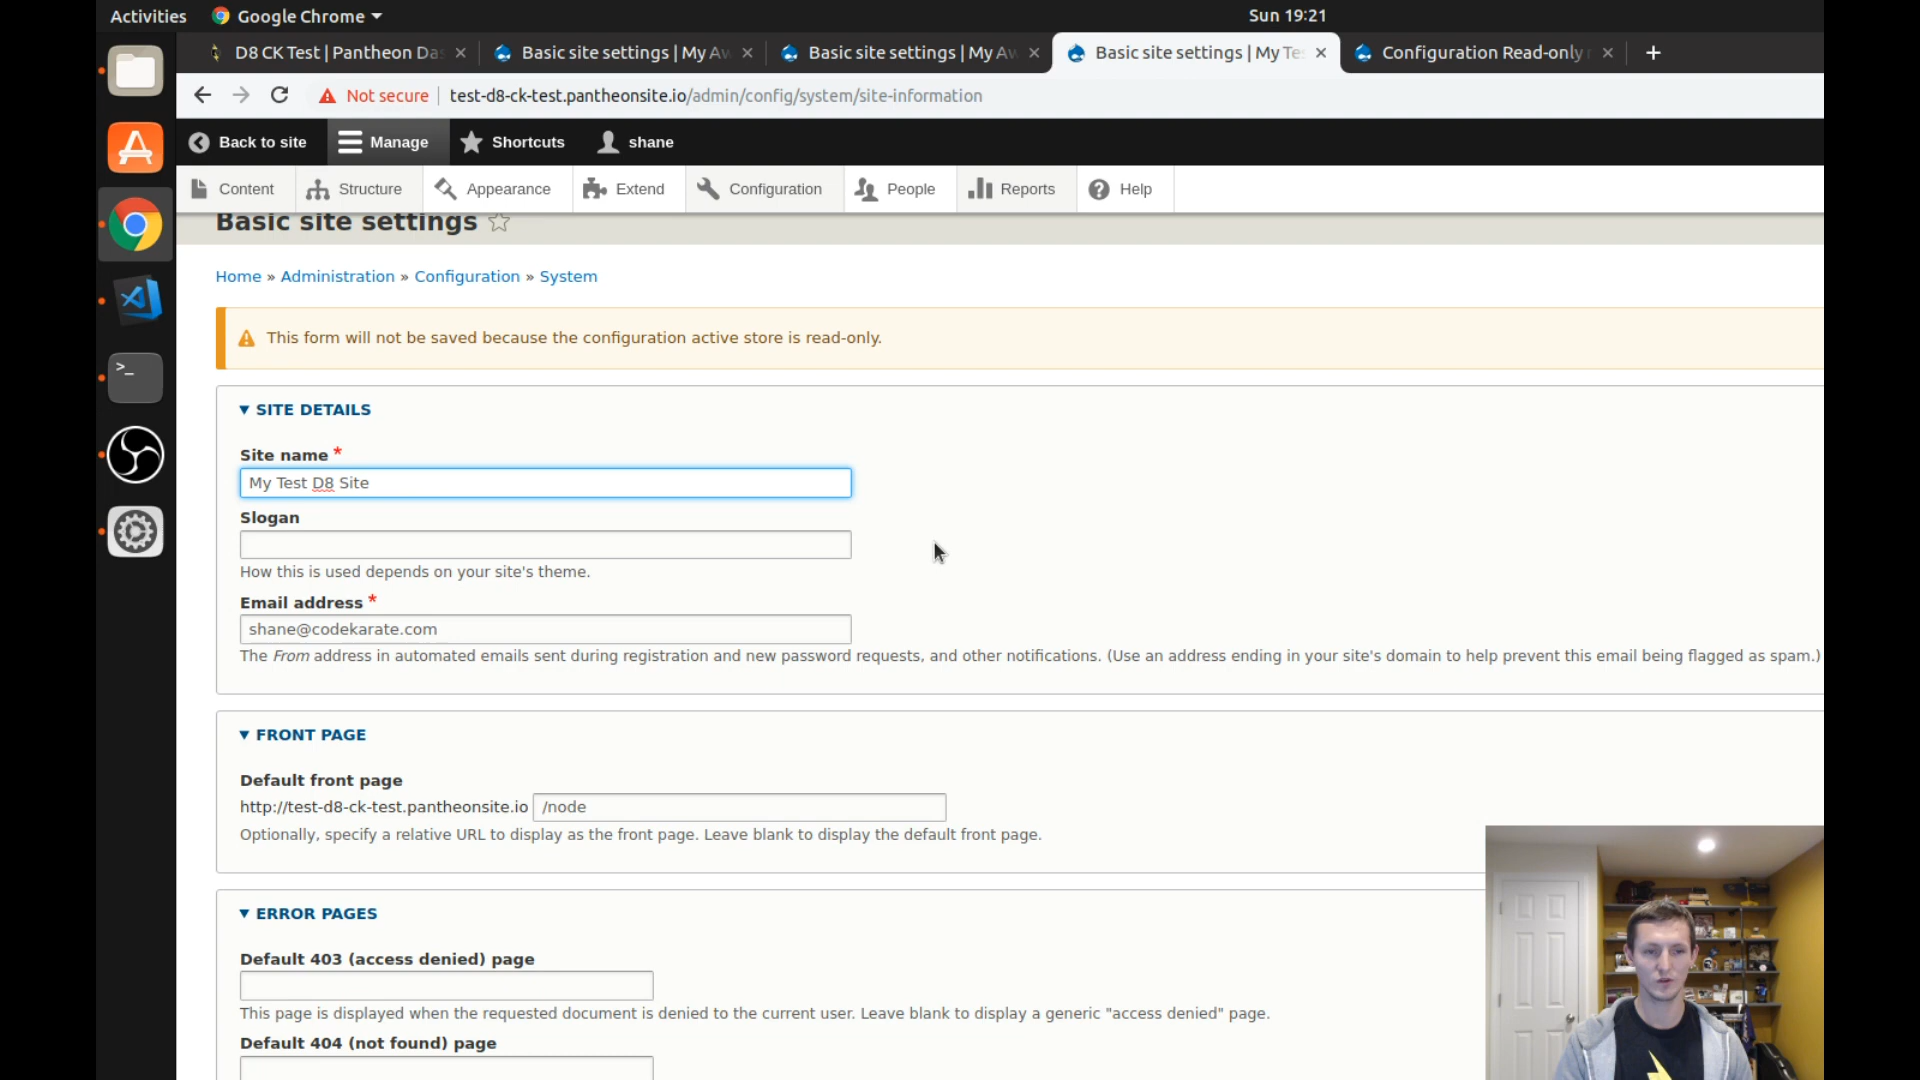 Activities
Google Chrome
Sun 19:21
D8 CK Test | Pantheon Das
Basic site settings | My Aw
Basic site settings | My Aw
Basic site settings | My Tes
Configuration Read-only
Not secure
test-d8-ck-test.pantheonsite.io/admin/config/system/site-information
Back to site
Manage
Shortcuts
shane
Content
Structure
Appearance
Extend
Configuration
People
Reports
Help
Basic site settings
Home » Administration » Configuration » System
This form will not be saved because the configuration active store is read-only.
SITE DETAILS
Site name *
My Test D8 Site
Slogan
How this is used depends on your site's theme.
Email address *
shane@codekarate.com
The From address in automated emails sent during registration and new password requests, and other notifications. (Use an address ending in your site's domain to help prevent this email being flagged as spam.)
FRONT PAGE
Default front page
http://test-d8-ck-test.pantheonsite.io /node
Optionally, specify a relative URL to display as the front page. Leave blank to display the default front page.
ERROR PAGES
Default 403 (access denied) page
This page is displayed when the requested document is denied to the current user. Leave blank to display a generic "access denied" page.
Default 404 (not found) page